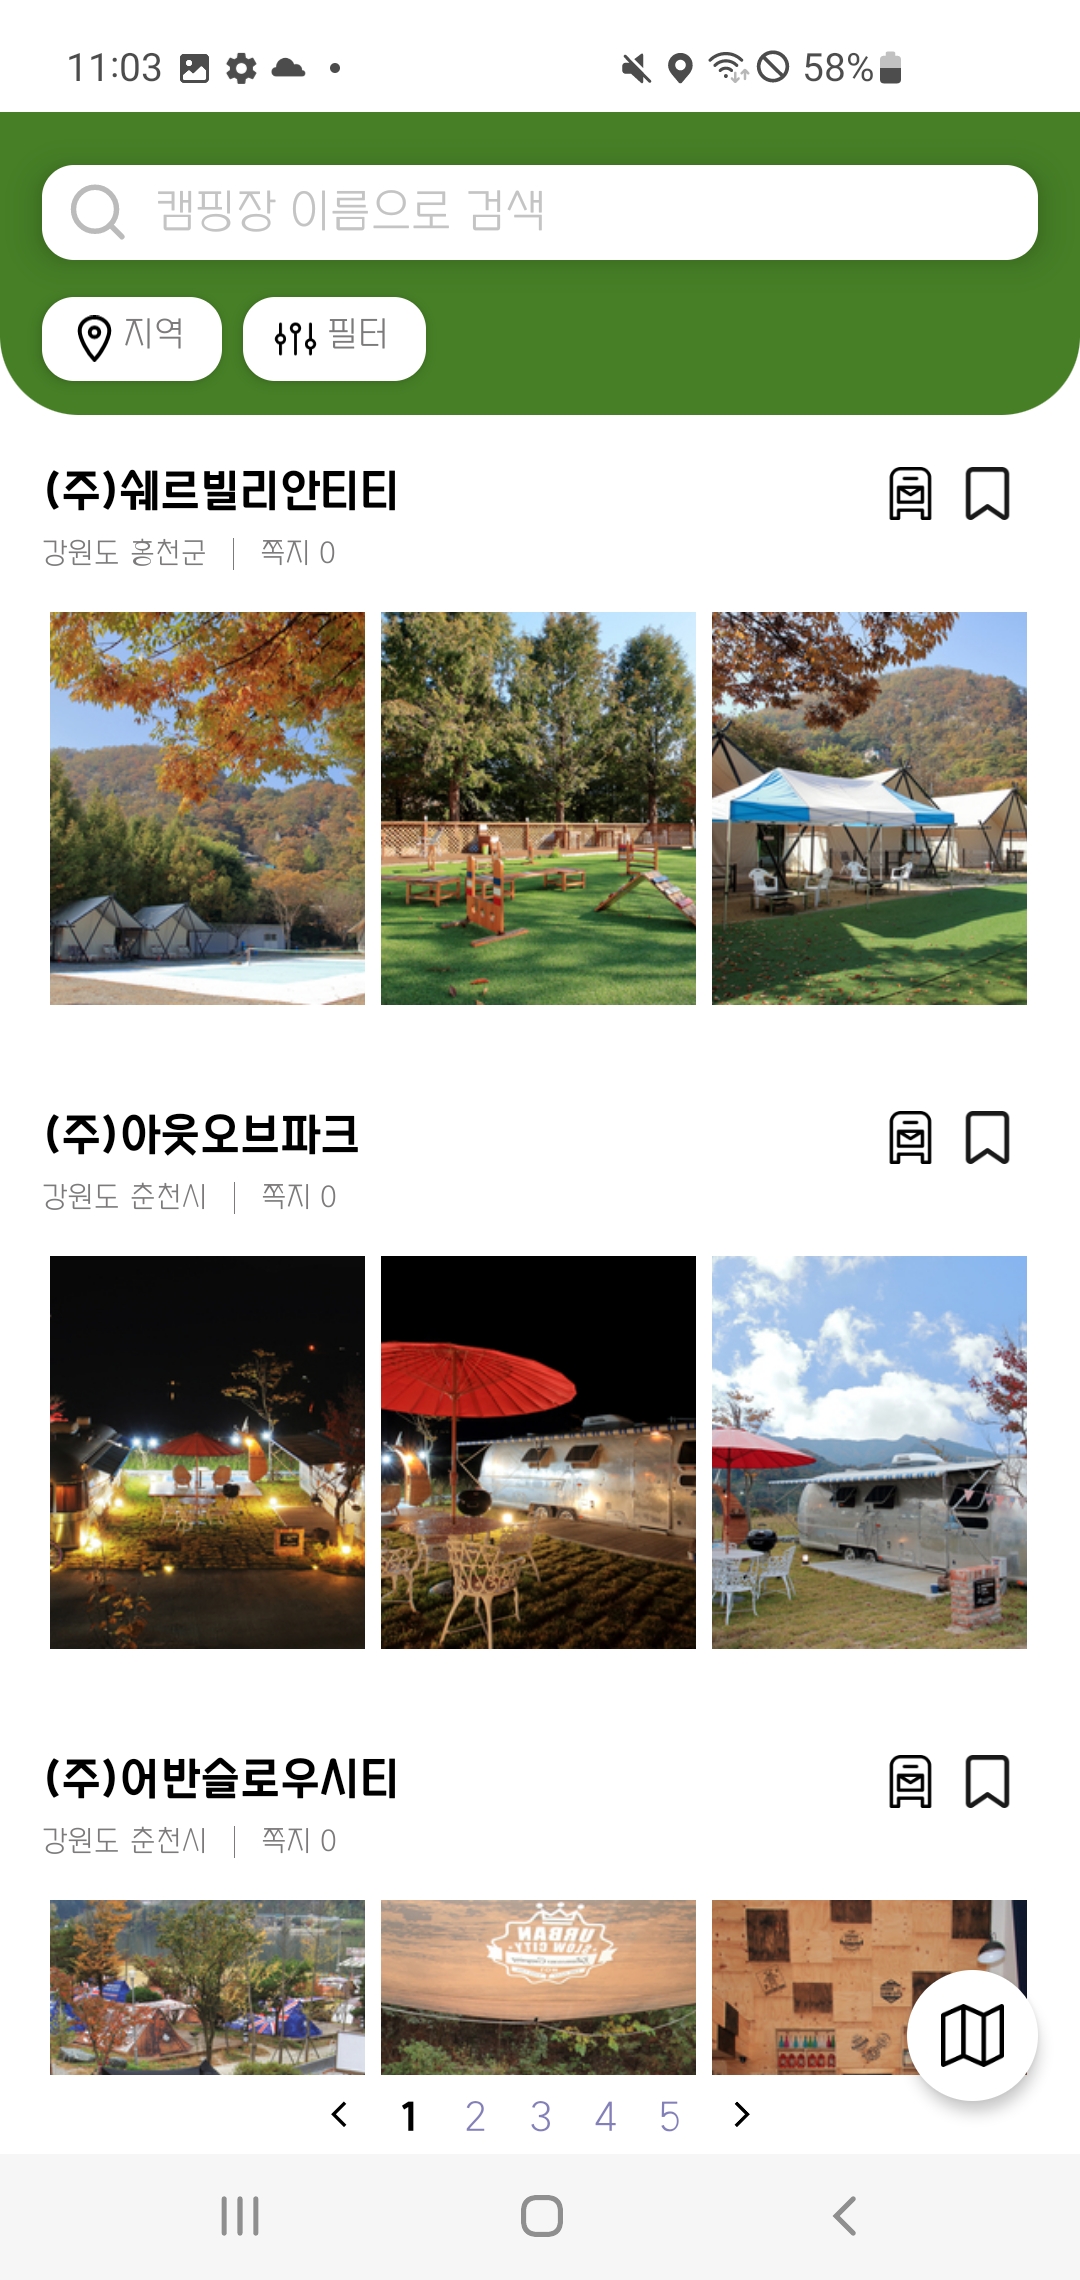 11:03 58%
캠핑장 이름으로 검색
지역 필터
(주)쉐르빌리안티티
강원도 홍천군 | 쪽지 0
(주)아웃오브파크
강원도 춘천시 | 쪽지 0
(주)어반슬로우시티
강원도 춘천시 | 쪽지 0
URBAN
SLOW CITY
1 2 3 4 5